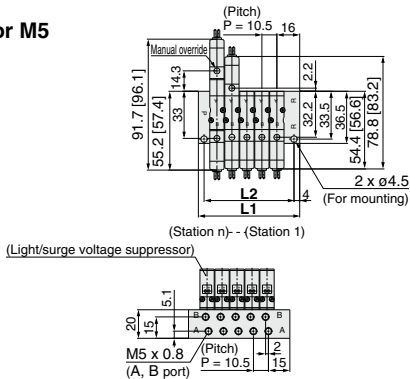 or M5
(Pitch)
P = 10.5
16
Manual override
14.3
2.2
91.7 [96.1]
55.2 [57.4]
33
32.2
33.5
36.5
54.4 [56.6]
78.8 [83.2]
P
R
R
L2
4
L1
2 x ø4.5
(For mounting)
(Station n)- - (Station 1)
(Light/surge voltage suppressor)
20
15
5.1
B
B
A
A
M5 x 0.8
(A, B port)
(Pitch)
P = 10.5
2
15